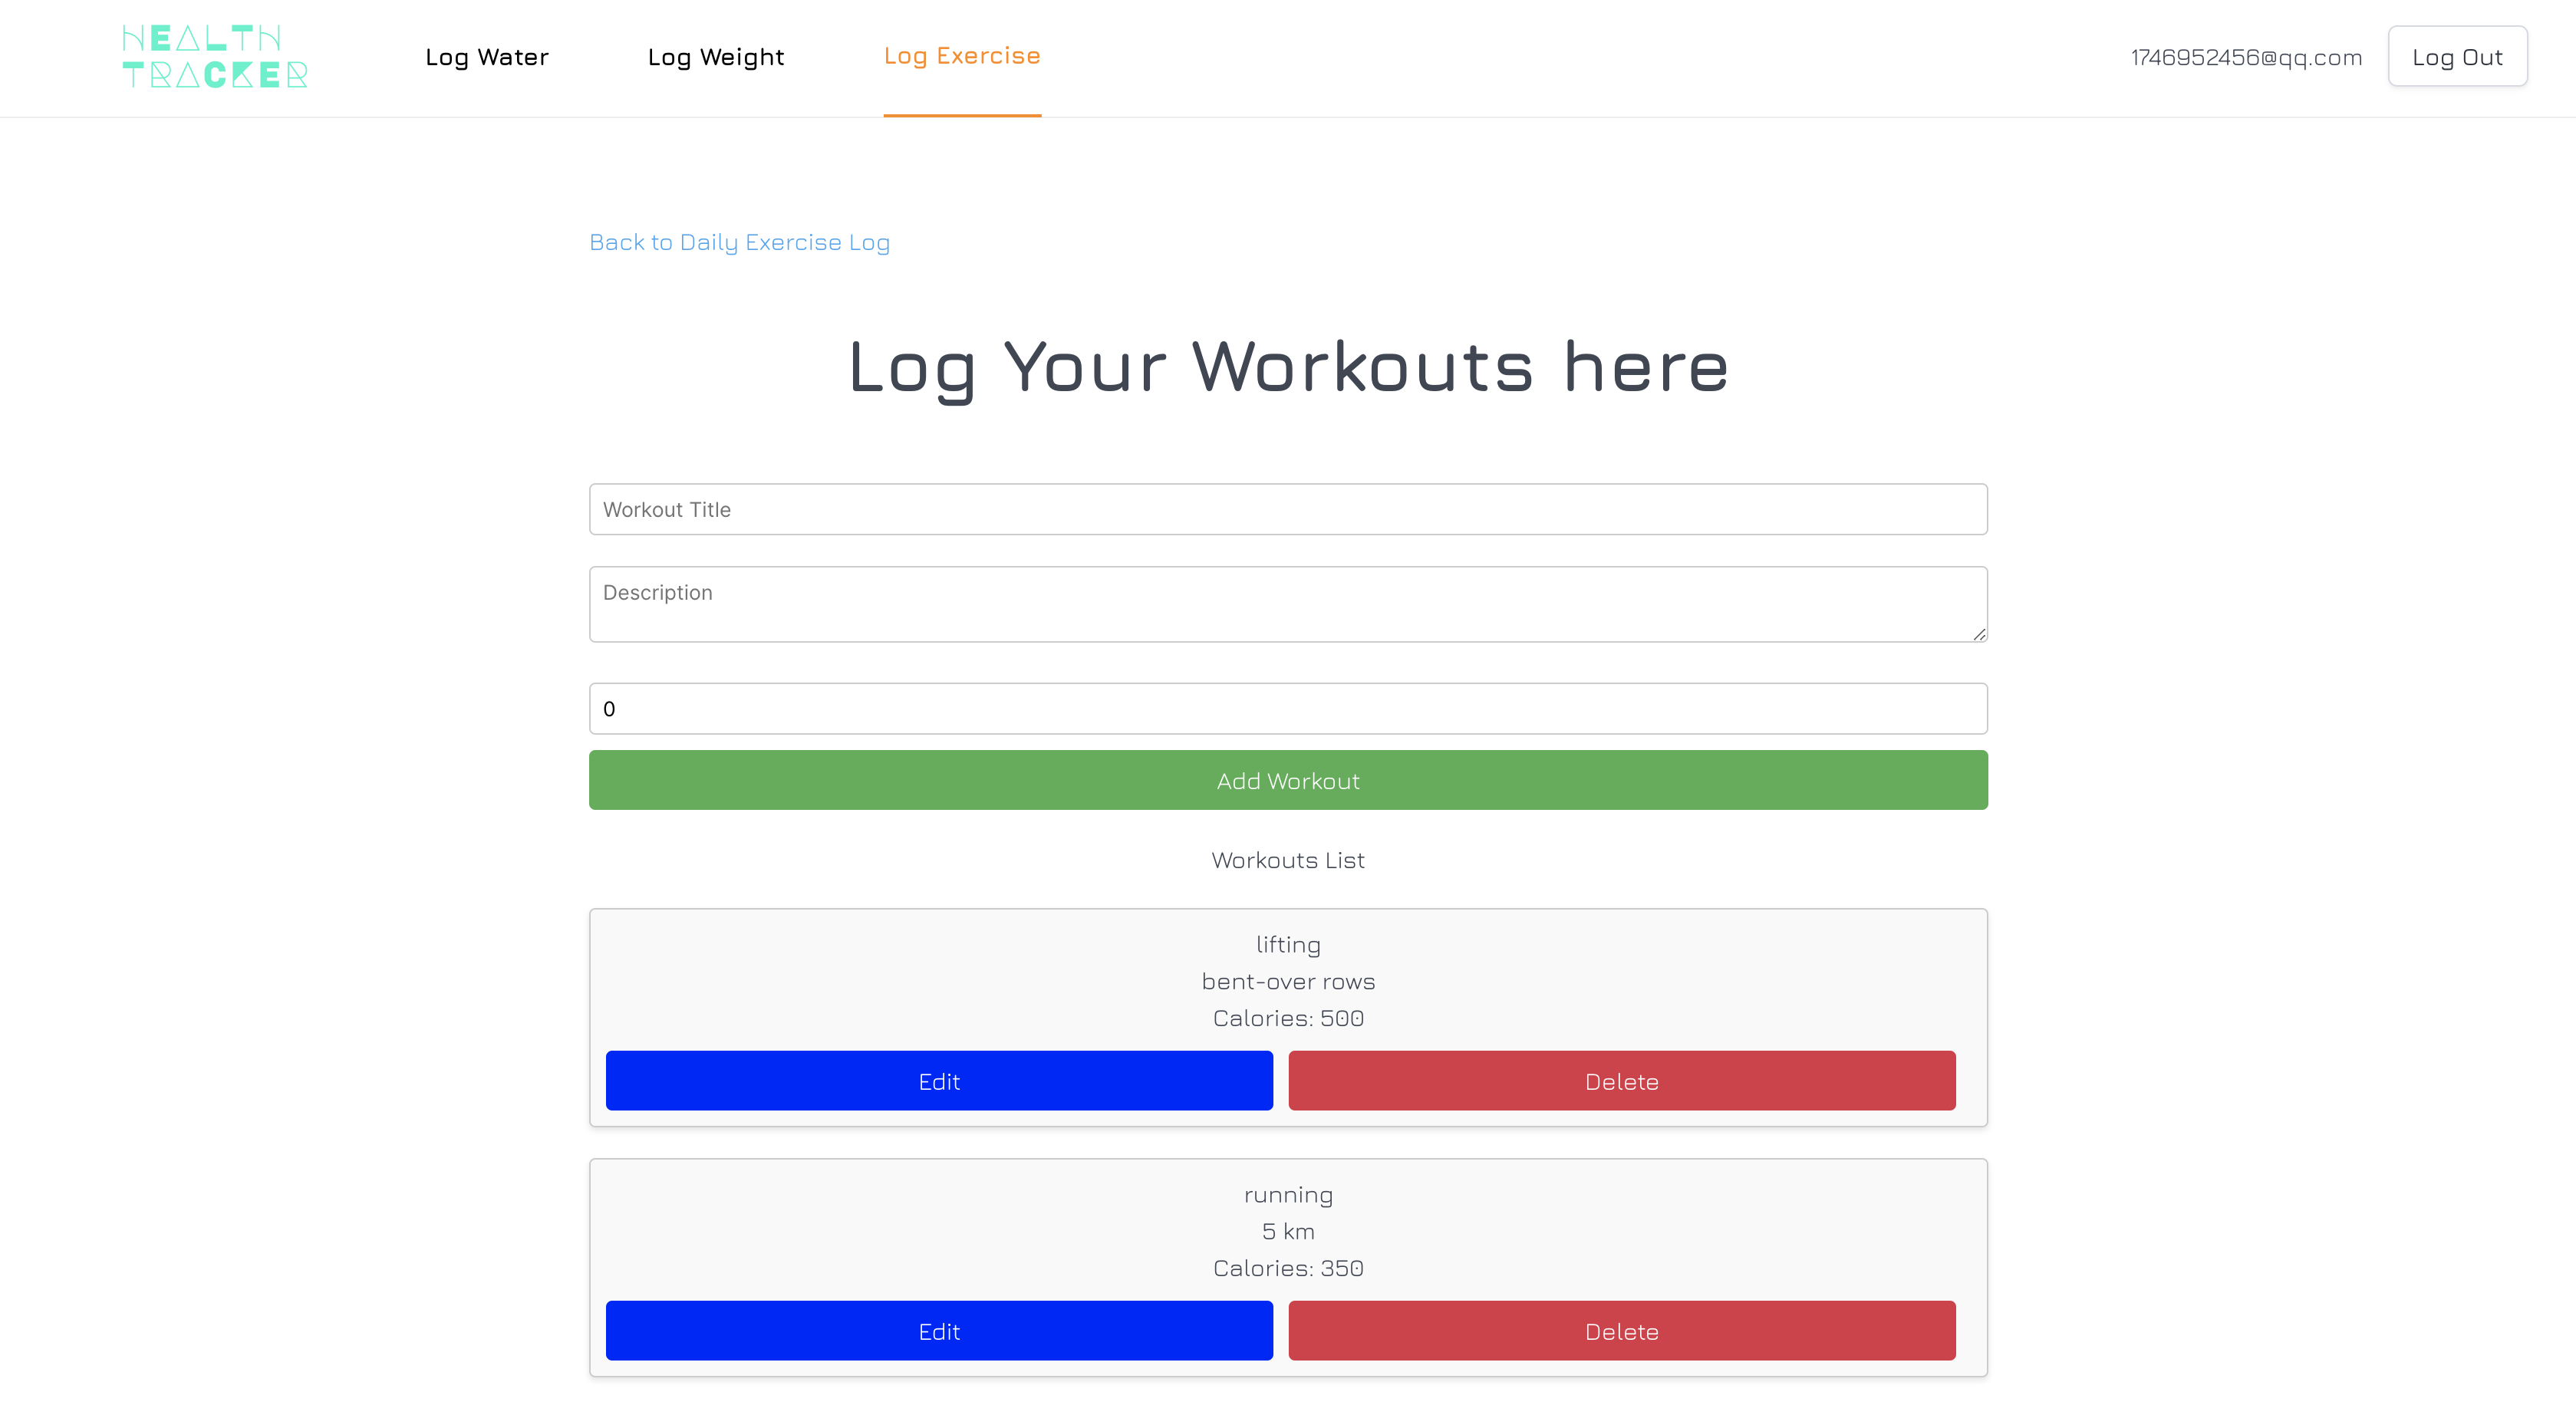 HEALTH
TRACKER
Log Water
Log Weight
Log Exercise
1746952456@qq.com
Log Out
Back to Daily Exercise Log
Log Your Workouts here
Workout Title
Description
0
Add Workout
Workouts List
lifting
bent-over rows
Calories: 500
Edit
Delete
running
5 km
Calories: 350
Edit
Delete